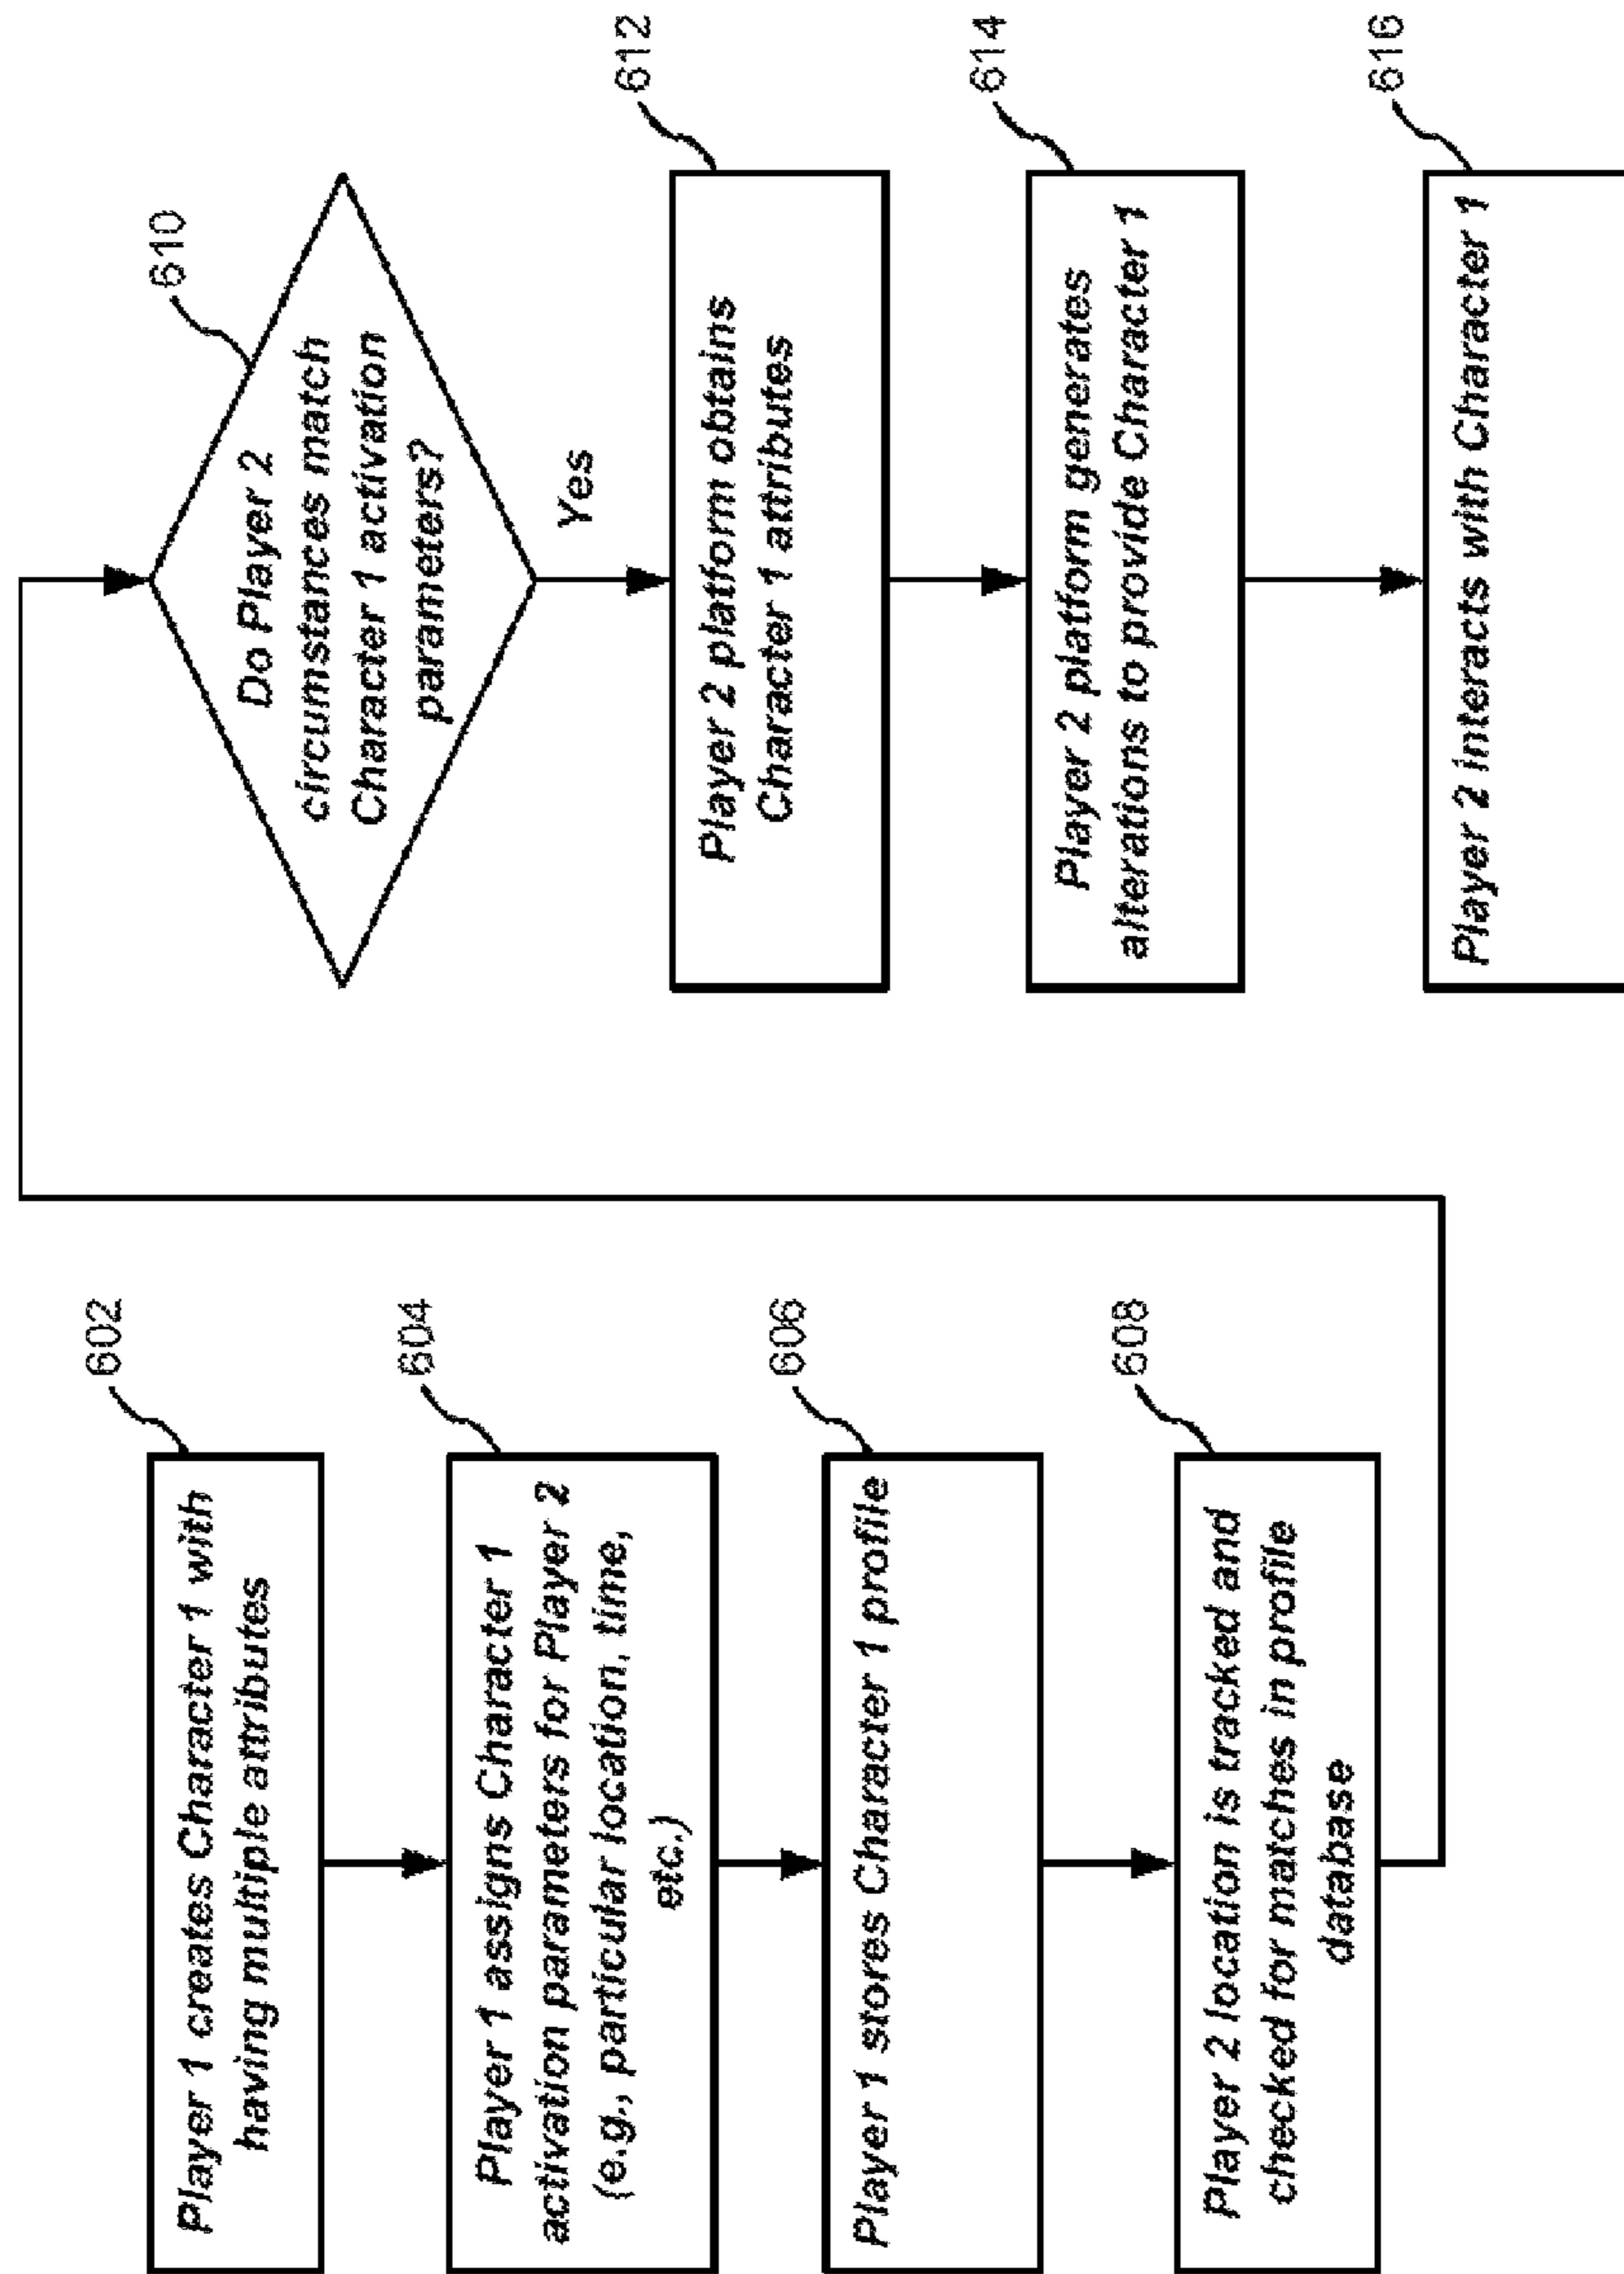 602
Player 1 creates Character 1 with
having multiple attributes
604
Player 1 assigns Character 1
activation parameters for Player 2
(e.g., particular location, time,
etc.)
606
Player 1 stores Character 1 profile
608
Player 2 location is tracked and
checked for matches in profile
database
610
Do Player 2
circumstances match
Character 1 activation
parameters?
Yes
612
Player 2 platform obtains
Character 1 attributes
614
Player 2 platform generates
alterations to provide Character 1
616
Player 2 interacts with Character 1